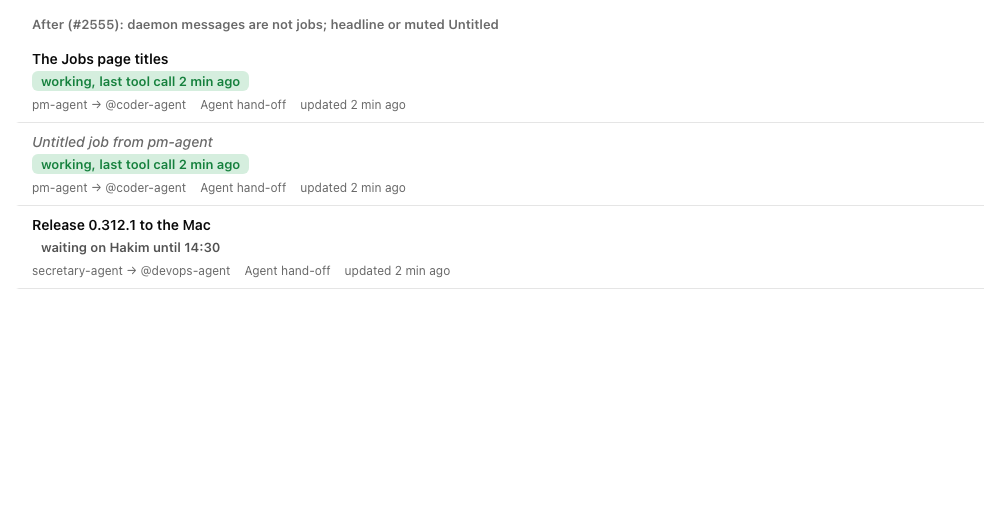 After (#2555): daemon messages are not jobs; headline or muted Untitled
The Jobs page titles
working, last tool call 2 min ago
pm-agent → @coder-agent Agent hand-off updated 2 min ago
Untitled job from pm-agent
working, last tool call 2 min ago
pm-agent → @coder-agent Agent hand-off updated 2 min ago
Release 0.312.1 to the Mac
waiting on Hakim until 14:30
secretary-agent → @devops-agent Agent hand-off updated 2 min ago